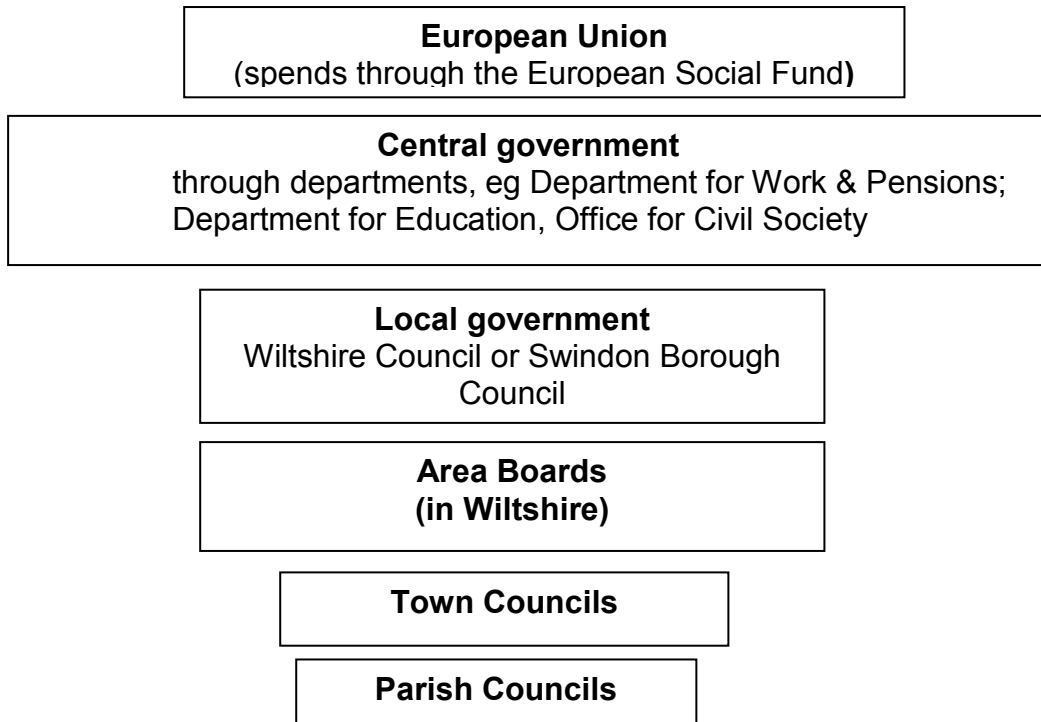 European Union
(spends through the European Social Fund)
Central government
through departments, eg Department for Work & Pensions;
Department for Education, Office for Civil Society
Local government
Wiltshire Council or Swindon Borough
Council
Area Boards
(in Wiltshire)
Town Councils
Parish Councils